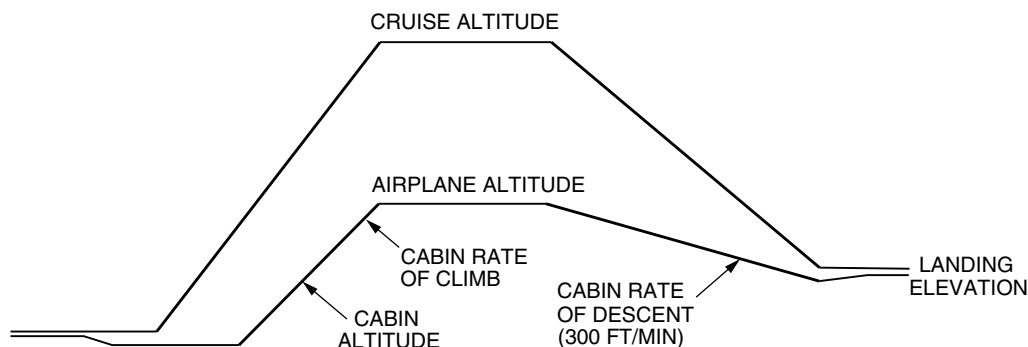 CRUISE ALTITUDE
AIRPLANE ALTITUDE
CABIN RATE
OF CLIMB
CABIN
ALTITUDE
CABIN RATE
OF DESCENT
(300 FT/MIN)
LANDING
ELEVATION